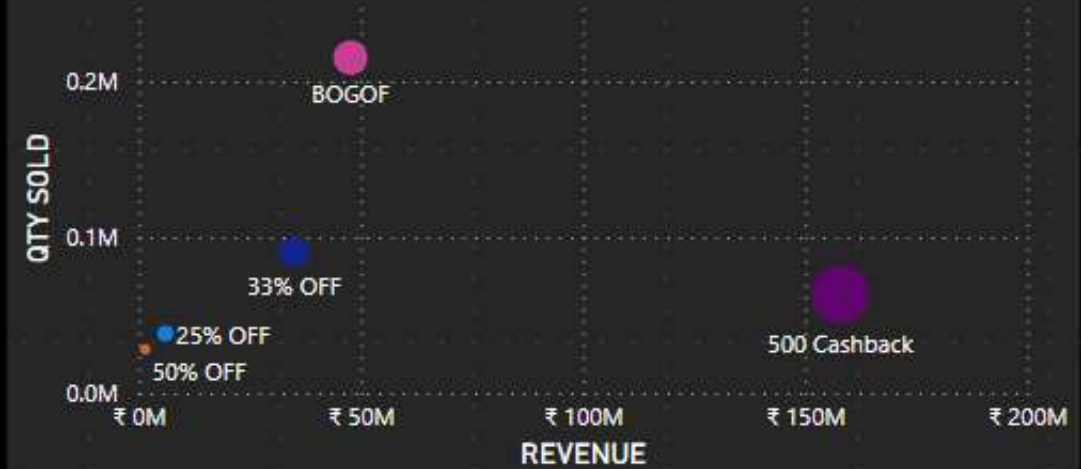 0.2M
BOGOF
QTY SOLD
0.1M
33% OFF
25% OFF
500 Cashback
50% OFF
0.0M
₹ 0M ₹ 50M ₹ 100M ₹ 150M ₹ 200M
REVENUE